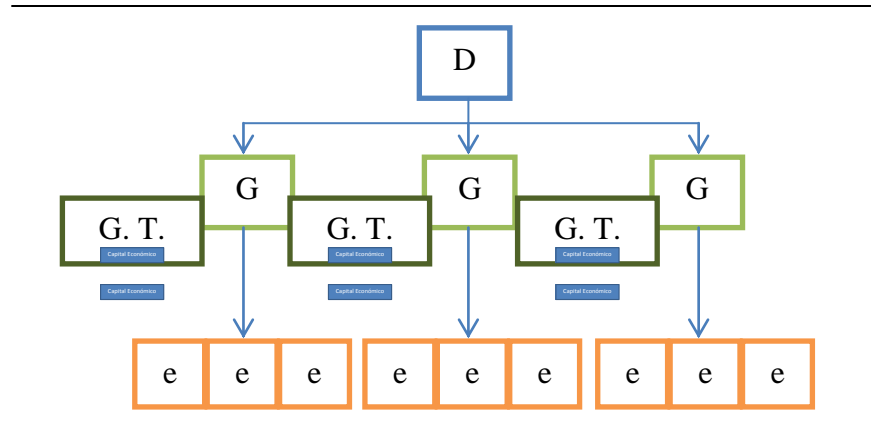 D
G G G
G. T. G. T. G. T.
Capital Económico Capital Económico Capital Económico
Capital Económico Capital Económico Capital Económico
e e e e e e e e e